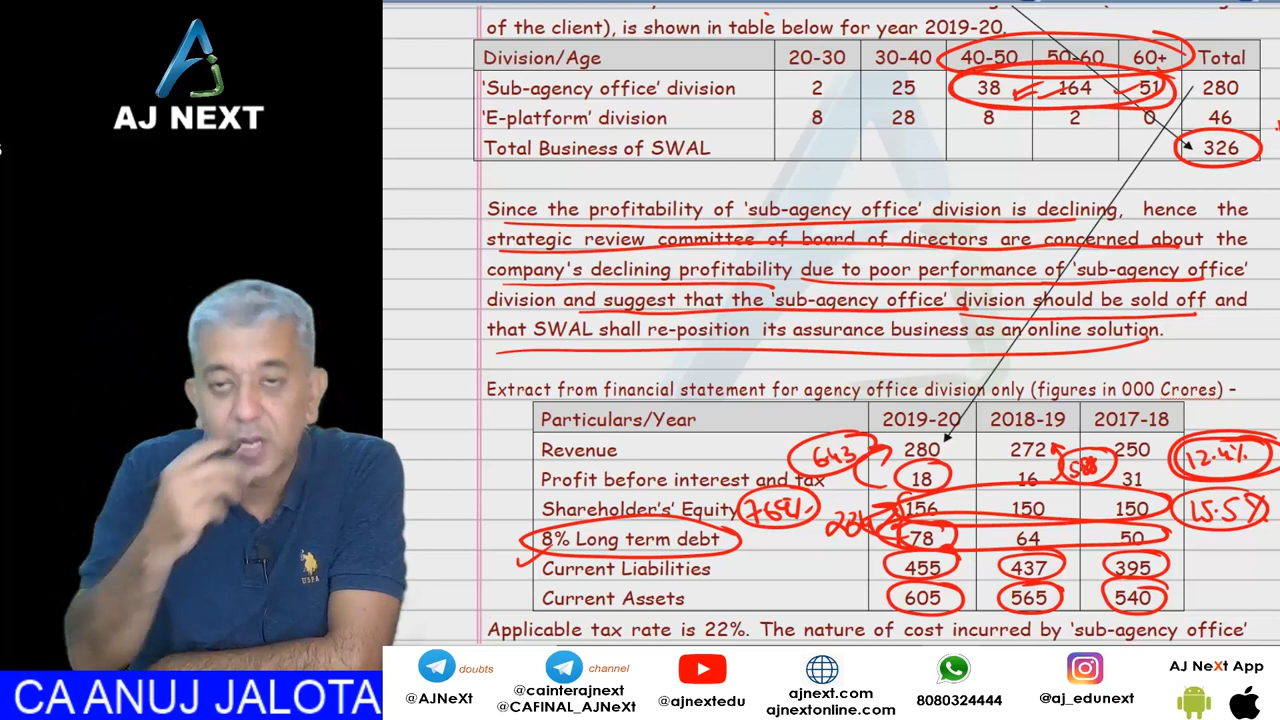 of the client), is shown in table below for year 2019-20.
Division/Age 20-30 30-40 40-50 50-60 60+ Total
‘Sub-agency office’ division 2 25 38 164 51 280
‘E-platform’ division 8 28 8 2 0 46
Total Business of SWAL 326
Since the profitability of ‘sub-agency office’ division is declining, hence the
strategic review committee of board of directors are concerned about the
company's declining profitability due to poor performance of ‘sub-agency office’
division and suggest that the ‘sub-agency office’ division should be sold off and
that SWAL shall re-position its assurance business as an online solution.
Extract from financial statement for agency office division only (figures in 000 Crores) –
Particulars/Year 2019-20 2018-19 2017-18
Revenue 280 272 250
643 12.4%
Profit before interest and tax 18 16 31
Shareholder's’ Equity 156 150 150
15.5%
8% Long term debt 78 64 50
Current Liabilities 455 437 395
Current Assets 605 565 540
Applicable tax rate is 22%. The nature of cost incurred by ‘sub-agency office’
AJ NEXT
CA ANUJ JALOTA
U.S. POLO ASSN.
USPA
doubts
@AJNeXt
channel
@cainterajnext
@CAFINAL_AJNeXt
@ajnextedu
ajnext.com
ajnextonline.com
8080324444
@aj_edunext
AJ NeXt App